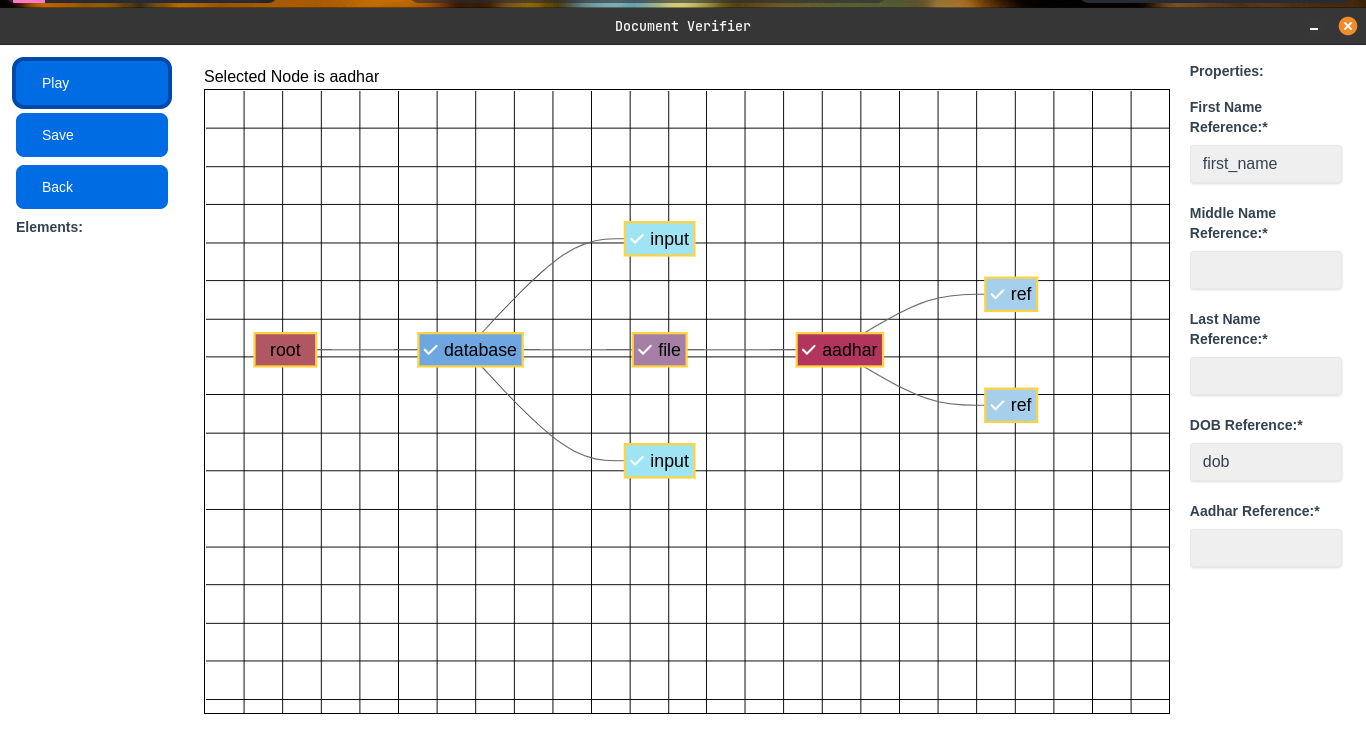 Document Verifier
Play
Save
Back
Elements:
Selected Node is aadhar
input
ref
root
database
file
aadhar
ref
input
Properties:
First Name
Reference:*
first_name
Middle Name
Reference:*
Last Name
Reference:*
DOB Reference:*
dob
Aadhar Reference:*